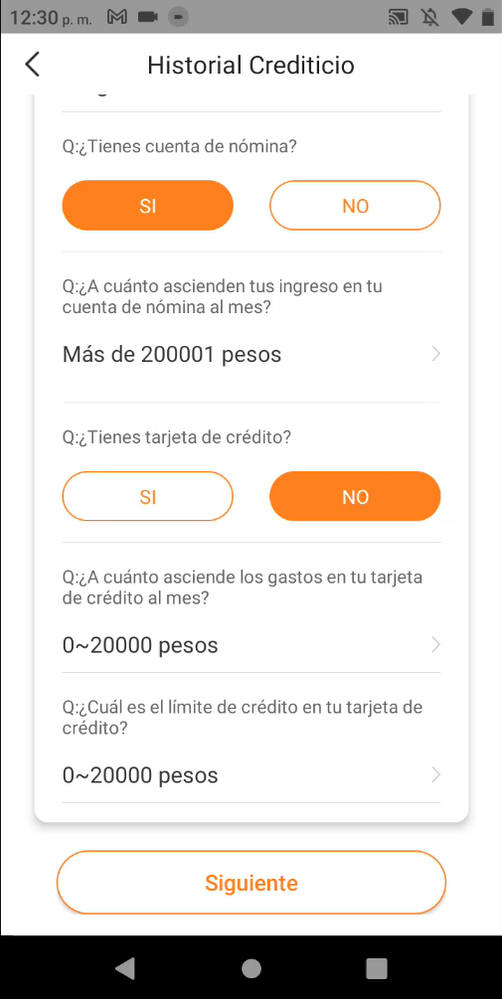 12:30 p. m.
Historial Crediticio
Q:¿Tienes cuenta de nómina?
SI
NO
Q:¿A cuánto ascienden tus ingreso en tu
cuenta de nómina al mes?
Más de 200001 pesos
Q:¿Tienes tarjeta de crédito?
SI
NO
Q:¿A cuánto asciende los gastos en tu tarjeta
de crédito al mes?
0~20000 pesos
Q:¿Cuál es el límite de crédito en tu tarjeta de
crédito?
0~20000 pesos
Siguiente